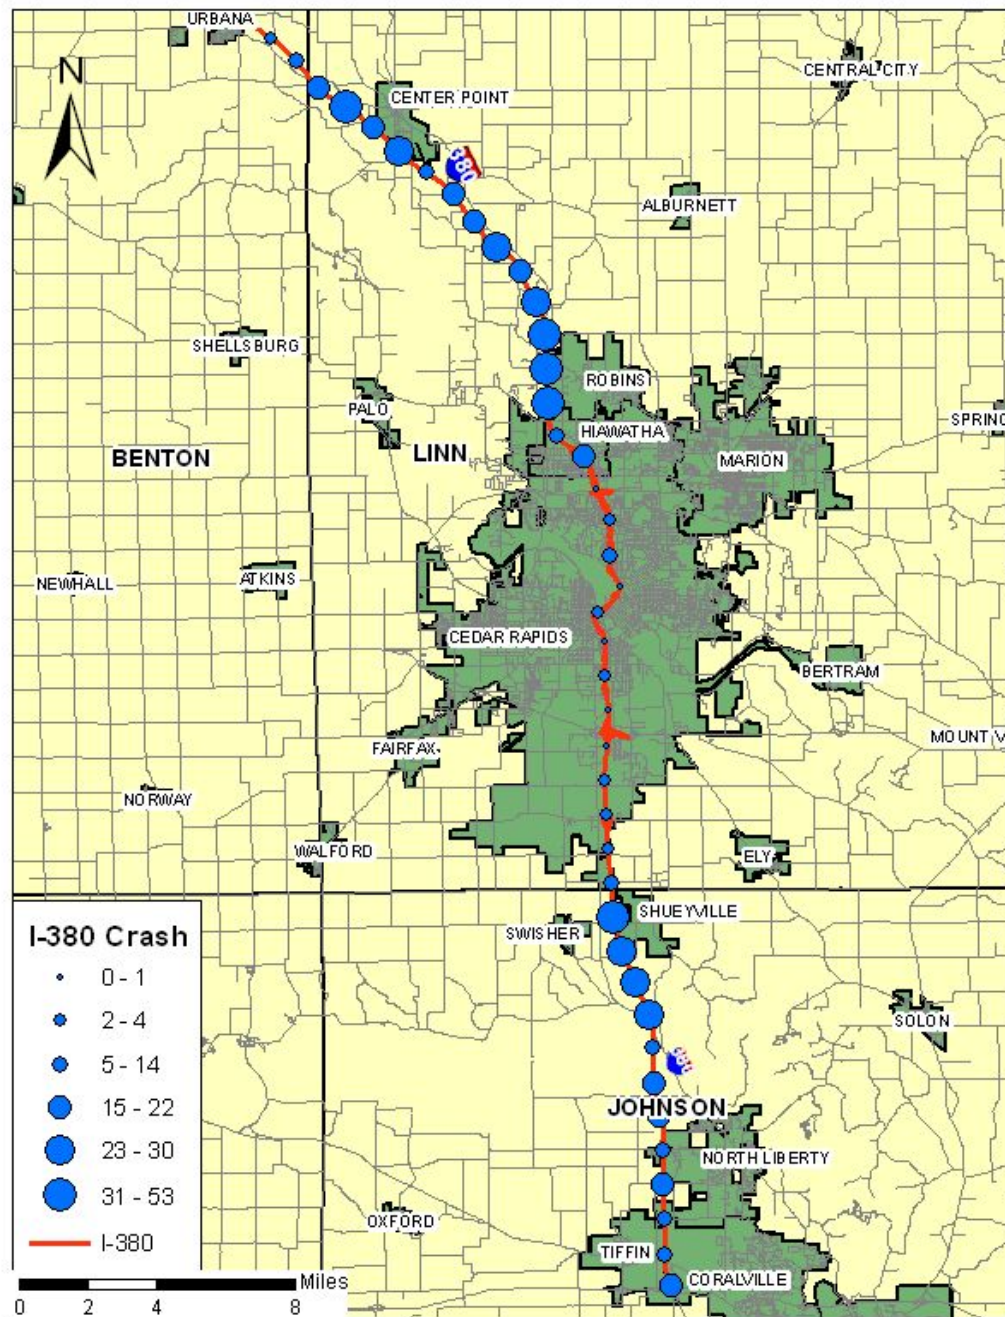 URBANA
CENTRAL CITY
N
CENTER POINT
380
ALBURNETT
SHELLSBURG
ROBINS
PALO
SPRING
HIAWATHA
BENTON
LINN
MARION
NEWHALL
ATKINS
CEDAR RAPIDS
BERTRAM
FAIRFAX
MOUNT V
NORWAY
WALFORD
ELY
SHUEYVILLE
SWISHER
I-380 Crash
0 - 1
2 - 4
5 - 14
15 - 22
23 - 30
31 - 53
I-380
SOLON
JOHNSON
NORTH LIBERTY
OXFORD
TIFFIN
CORALVILLE
Miles
0 2 4 8